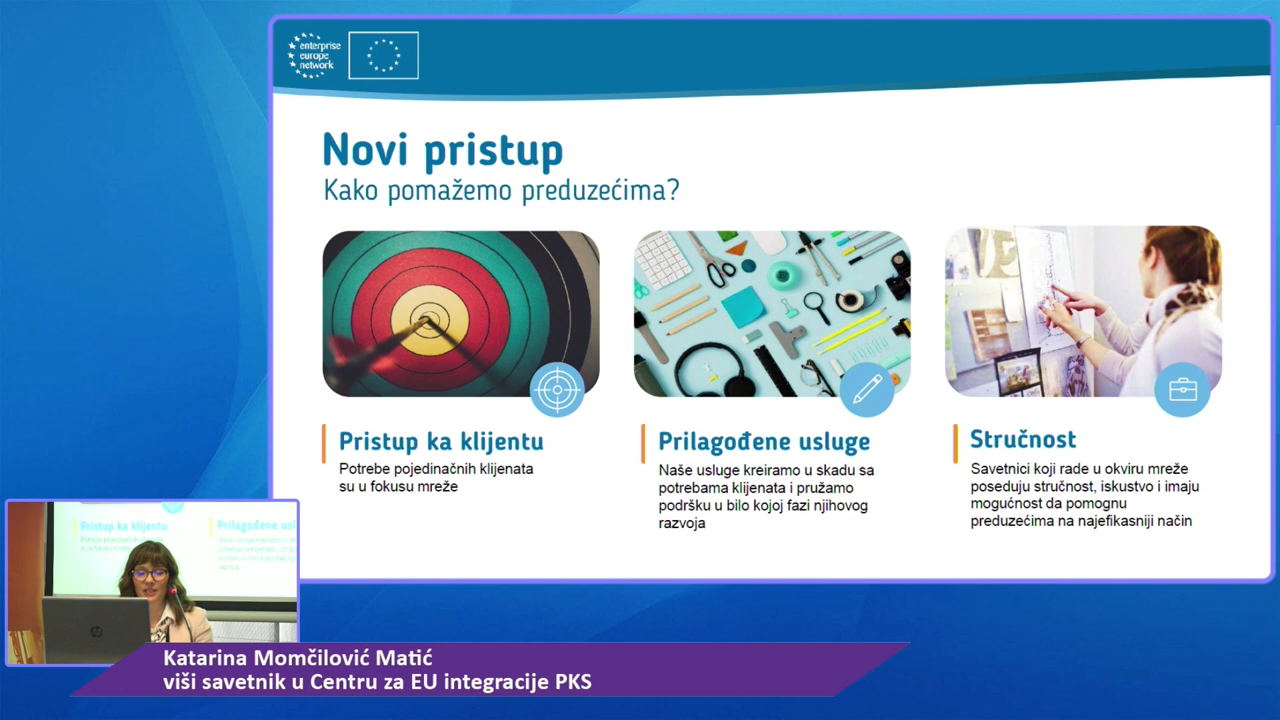 enterprise
europe
network
Novi pristup
Kako pomažemo preduzećima?
Pristup ka klijentu
Potrebe pojedinačnih klijenata
su u fokusu mreže
Prilagođene usluge
Naše usluge kreiramo u skadu sa
potrebama klijenata i pružamo
podršku u bilo kojoj fazi njihovog
razvoja
Stručnost
Savetnici koji rade u okviru mreže
poseduju stručnost, iskustvo i imaju
mogućnost da pomognu
preduzećima na najefikasniji način
Pristup ka klijentu
Prilagođene usl
hp
Katarina Momčilović Matić
viši savetnik u Centru za EU integracije PKS